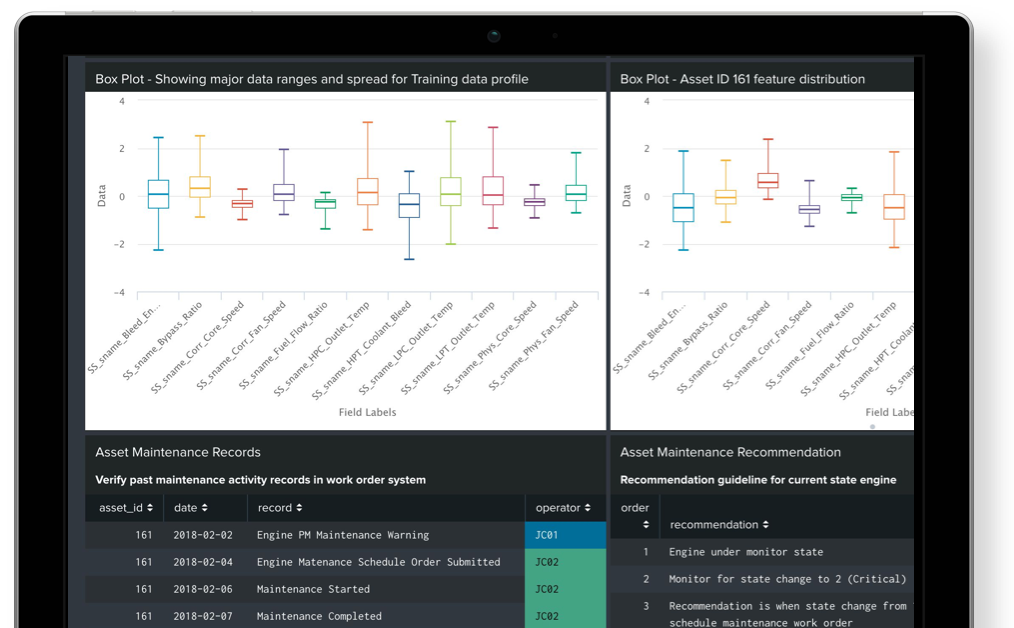 Box Plot - Showing major data ranges and spread for Training data profile
4
2
0
−2
−4
Data
SS_sname_Bleed_En...
SS_sname_Bypass_Ratio
SS_sname_Corr_Core_Speed
SS_sname_Corr_Fan_Speed
SS_sname_Fuel_Flow_Ratio
SS_sname_HPC_Outlet_Temp
SS_sname_HPT_Coolant_Bleed
SS_sname_LPC_Outlet_Temp
SS_sname_LPT_Outlet_Temp
SS_sname_Phys_Core_Speed
SS_sname_Phys_Fan_Speed
Field Labels
Box Plot - Asset ID 161 feature distribution
4
2
0
−2
−4
Data
SS_sname_Bleed_En...
SS_sname_Bypass_Ratio
SS_sname_Corr_Core_Speed
SS_sname_Corr_Fan_Speed
SS_sname_Fuel_Flow_Ratio
SS_sname_HPC_Outlet_Temp
SS_sname_HPT_Coolan
Field Labe
Asset Maintenance Records
Verify past maintenance activity records in work order system
asset_id date record operator
161 2018-02-02 Engine PM Maintenance Warning JC01
161 2018-02-04 Engine Matenance Schedule Order Submitted JC02
161 2018-02-06 Maintenance Started JC02
161 2018-02-07 Maintenance Completed JC02
Asset Maintenance Recommendation
Recommendation guideline for current state engine
order
recommendation
1 Engine under monitor state
2 Monitor for state change to 2 (Critical)
3 Recommendation is when state change from
schedule maintenance work order